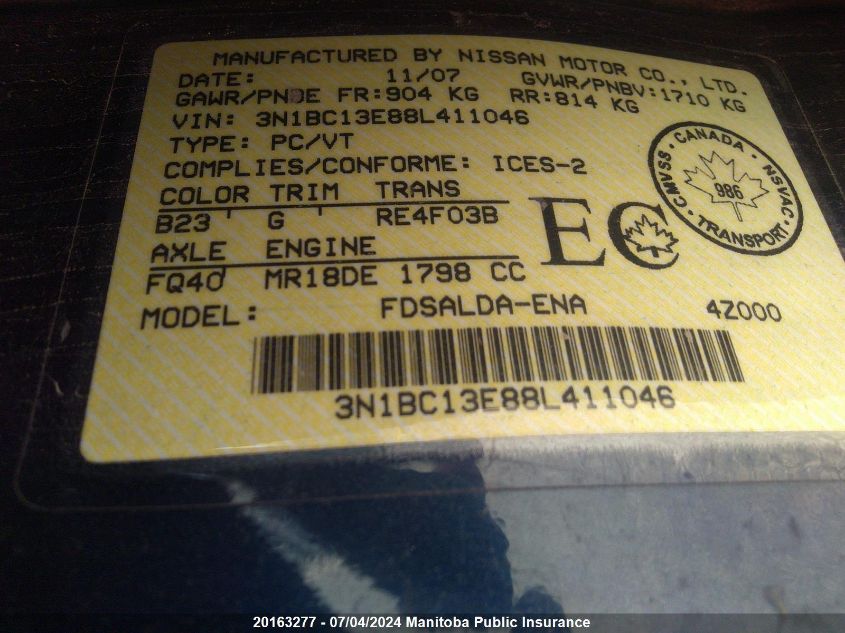 MANUFACTURED BY NISSAN MOTOR CO., LTD.
DATE: 11/07 GVWR/PNBV:1710 KG
GAWR/PNBE FR:904 KG RR:814 KG
VIN: 3N1BC13E88L411046
TYPE: PC/VT
COMPLIES/CONFORME: ICES-2
COLOR TRIM TRANS
B23 ' G ' RE4F03B
AXLE ENGINE
FQ40 MR18DE 1798 CC
MODEL: FDSALDA-ENA 4Z000
EC
CANADA · NSVAC · TRANSPORT · CMVSS ·
986
3N1BC13E88L411046
20163277 - 07/04/2024 Manitoba Public Insurance